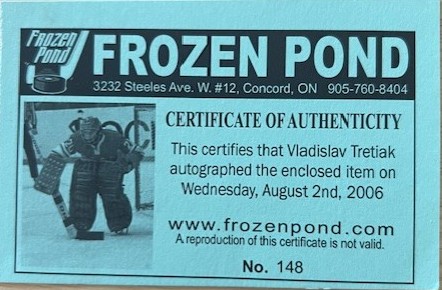 Frozen
Pond
FROZEN POND
3232 Steeles Ave. W. #12, Concord, ON 905-760-8404
CERTIFICATE OF AUTHENTICITY
This certifies that Vladislav Tretiak
autographed the enclosed item on
Wednesday, August 2nd, 2006
www.frozenpond.com
A reproduction of this certificate is not valid.
No. 148